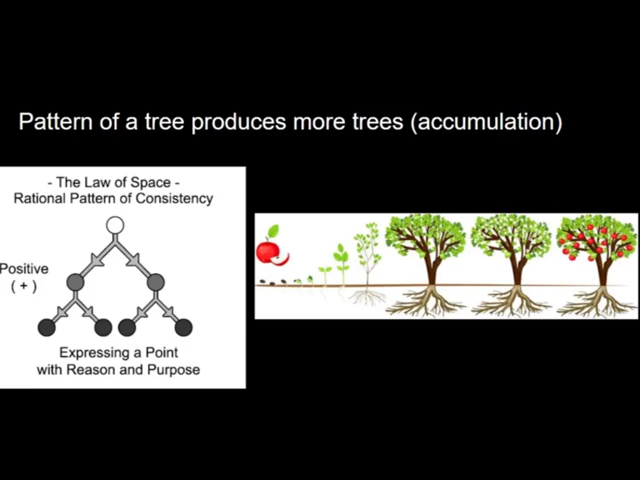 Pattern of a tree produces more trees (accumulation)
- The Law of Space -
Rational Pattern of Consistency
Positive
( + )
Expressing a Point
with Reason and Purpose